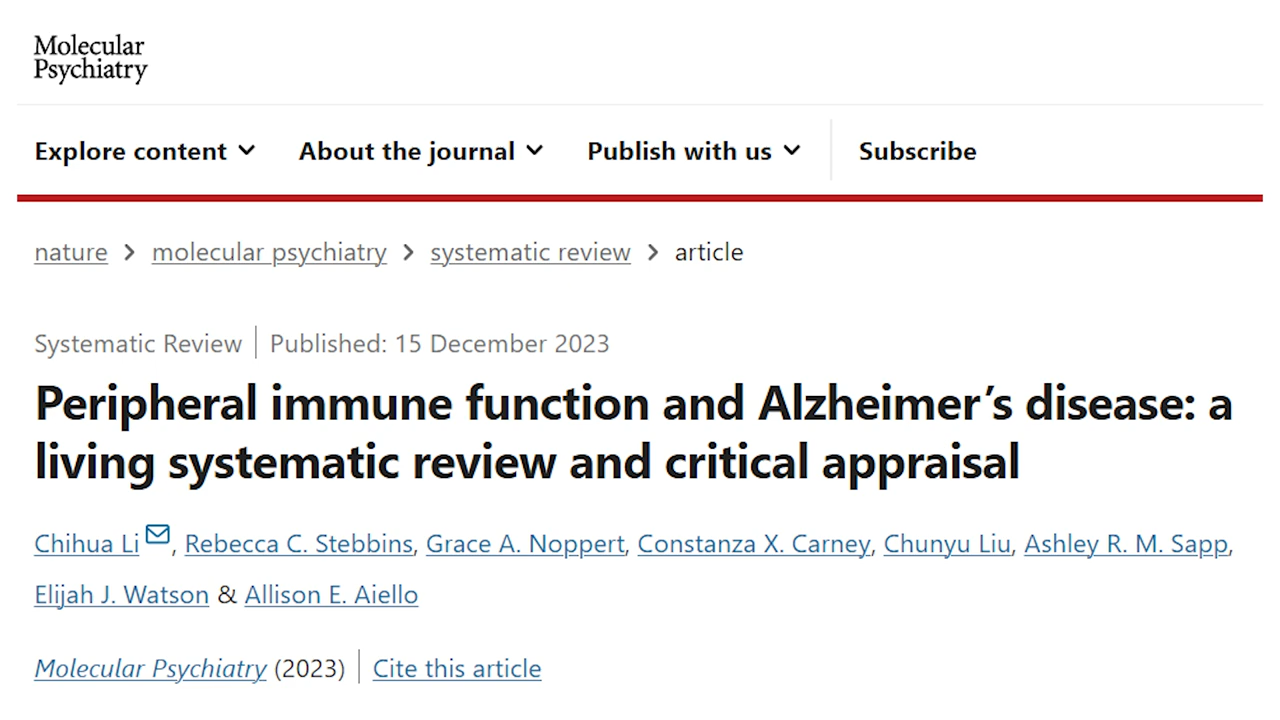 Molecular
Psychiatry
Explore content About the journal Publish with us Subscribe
nature > molecular psychiatry > systematic review > article
Systematic Review | Published: 15 December 2023
Peripheral immune function and Alzheimer’s disease: a
living systematic review and critical appraisal
Chihua Li, Rebecca C. Stebbins, Grace A. Noppert, Constanza X. Carney, Chunyu Liu, Ashley R. M. Sapp,
Elijah J. Watson & Allison E. Aiello
Molecular Psychiatry (2023) | Cite this article